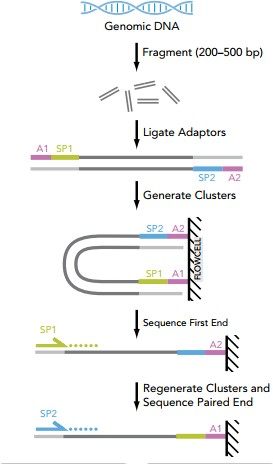 Genomic DNA
Fragment (200–500 bp)
Ligate Adaptors
A1 SP1
SP2 A2
Generate Clusters
SP2 A2
FLOWCELL
SP1 A1
Sequence First End
SP1
A2
Regenerate Clusters and
Sequence Paired End
SP2
A1